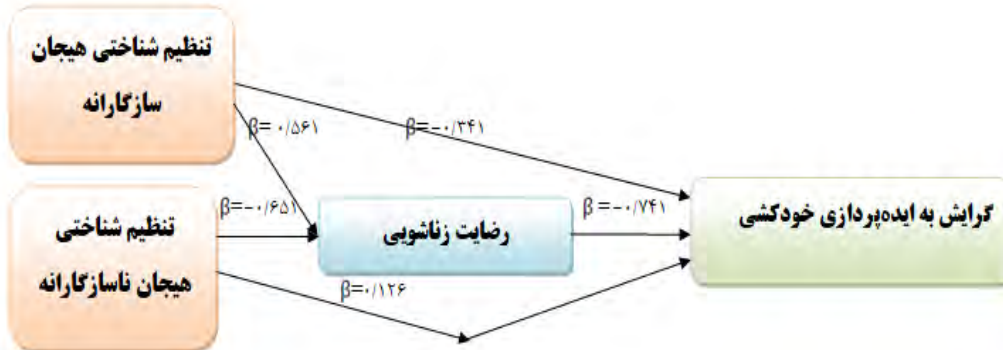 تنظیم شناختی هیجان
سازگارانه
β= ۰/۵۶۱
β=-۰/۳۴۱
تنظیم شناختی
هیجان ناسازگارانه
β=-۰/۶۵۱
رضایت زناشویی
β =-۰/۷۴۱
گرایش به ایده‌پردازی خودکشی
β=۰/۱۲۶